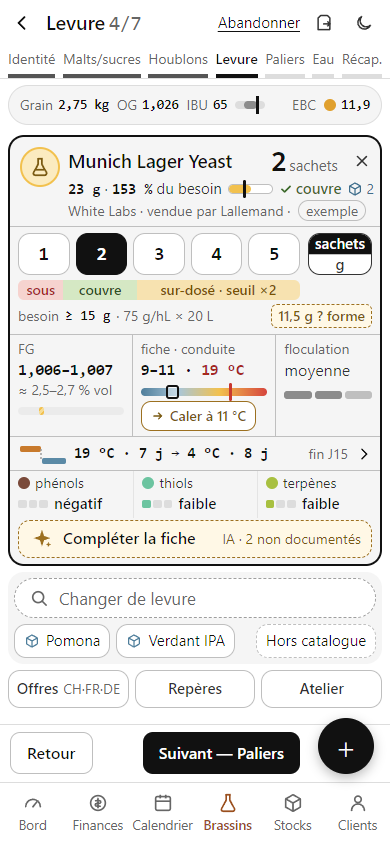 Levure 4/7
Abandonner
Identité Malts/sucres Houblons Levure Paliers Eau Récap.
Grain 2,75 kg OG 1,026 IBU 65 EBC 11,9
Munich Lager Yeast 2 sachets
23 g · 153 % du besoin couvre 2
White Labs · vendue par Lallemand · exemple
1 2 3 4 5 sachets
g
sous couvre sur-dosé · seuil ×2
besoin ≥ 15 g · 75 g/hL × 20 L 11,5 g ? forme
FG fiche · conduite floculation
1,006–1,007 9–11 · 19 °C moyenne
≈ 2,5–2,7 % vol
→ Caler à 11 °C
19 °C · 7 j → 4 °C · 8 j fin J15
phénols thiols terpènes
négatif faible faible
Compléter la fiche IA · 2 non documentés
Changer de levure
Pomona Verdant IPA Hors catalogue
Offres CH·FR·DE Repères Atelier
Retour Suivant — Paliers +
Bord Finances Calendrier Brassins Stocks Clients